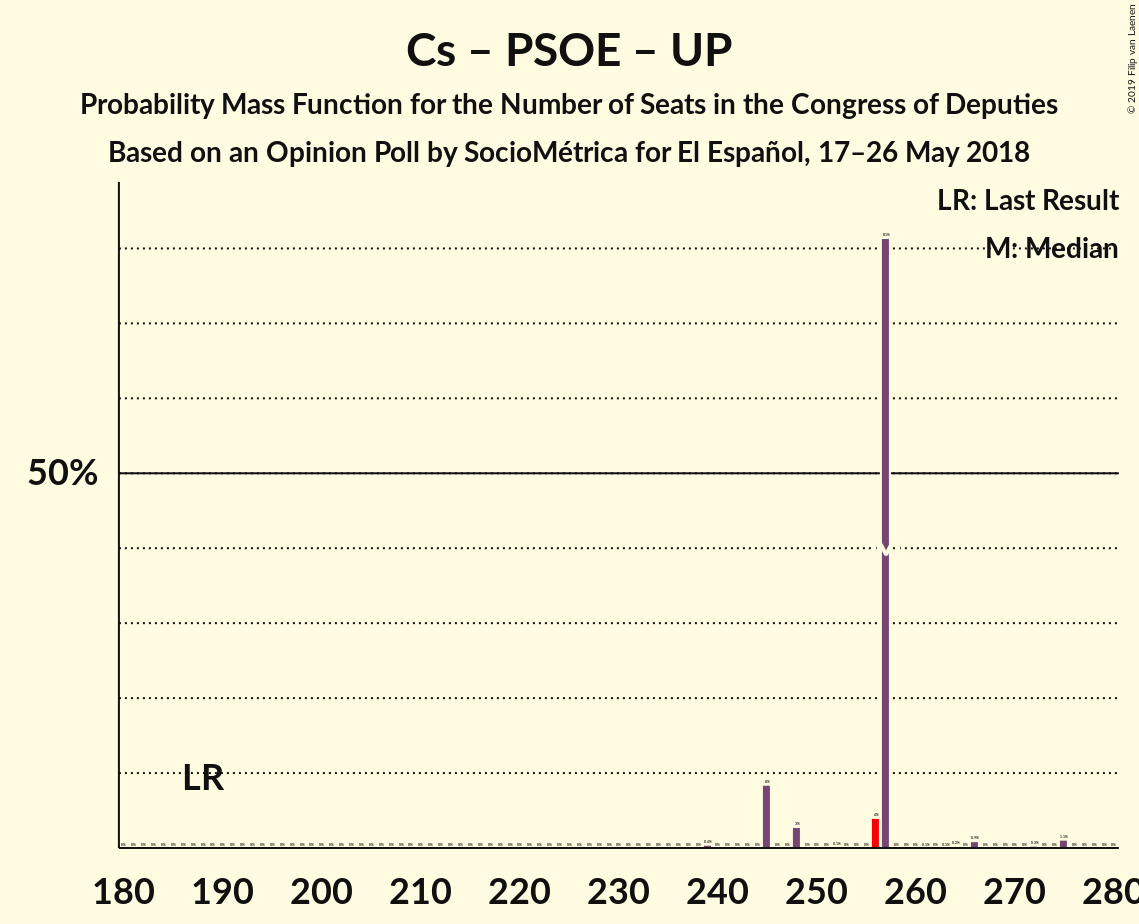 Cs – PSOE – UP
Probability Mass Function for the Number of Seats in the Congress of Deputies
Based on an Opinion Poll by SocioMétrica for El Español, 17–26 May 2018
© 2019 Filip van Laenen
LR: Last Result
M: Median
50%
LR
M
180 190 200 210 220 230 240 250 260 270 280